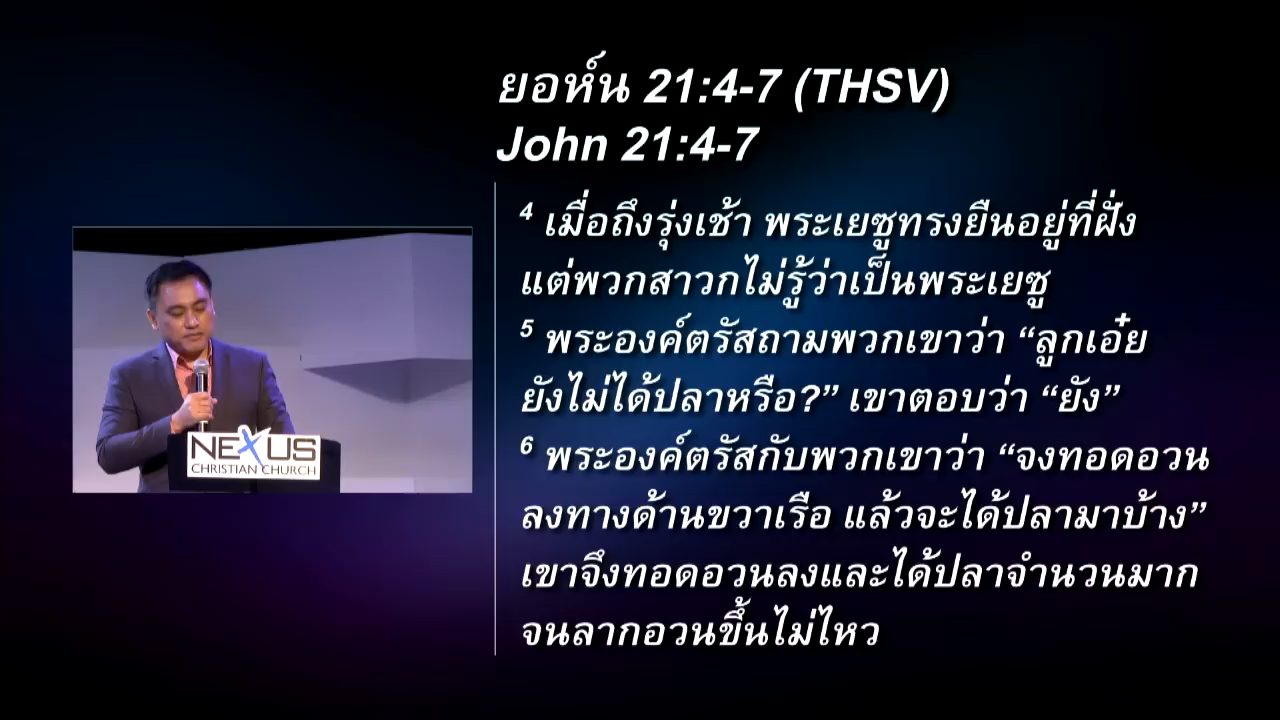 ยอห์น 21:4-7 (THSV)
John 21:4-7
4 เมื่อถึงรุ่งเช้า พระเยซูทรงยืนอยู่ที่ฝั่ง
แต่พวกสาวกไม่รู้ว่าเป็นพระเยซู
5 พระองค์ตรัสถามพวกเขาว่า “ลูกเอ๋ย
ยังไม่ได้ปลาหรือ?” เขาตอบว่า “ยัง”
6 พระองค์ตรัสกับพวกเขาว่า “จงทอดอวน
ลงทางด้านขวาเรือ แล้วจะได้ปลามาบ้าง”
เขาจึงทอดอวนลงและได้ปลาจำนวนมาก
จนลากอวนขึ้นไม่ไหว
NEXUS
CHRISTIAN CHURCH